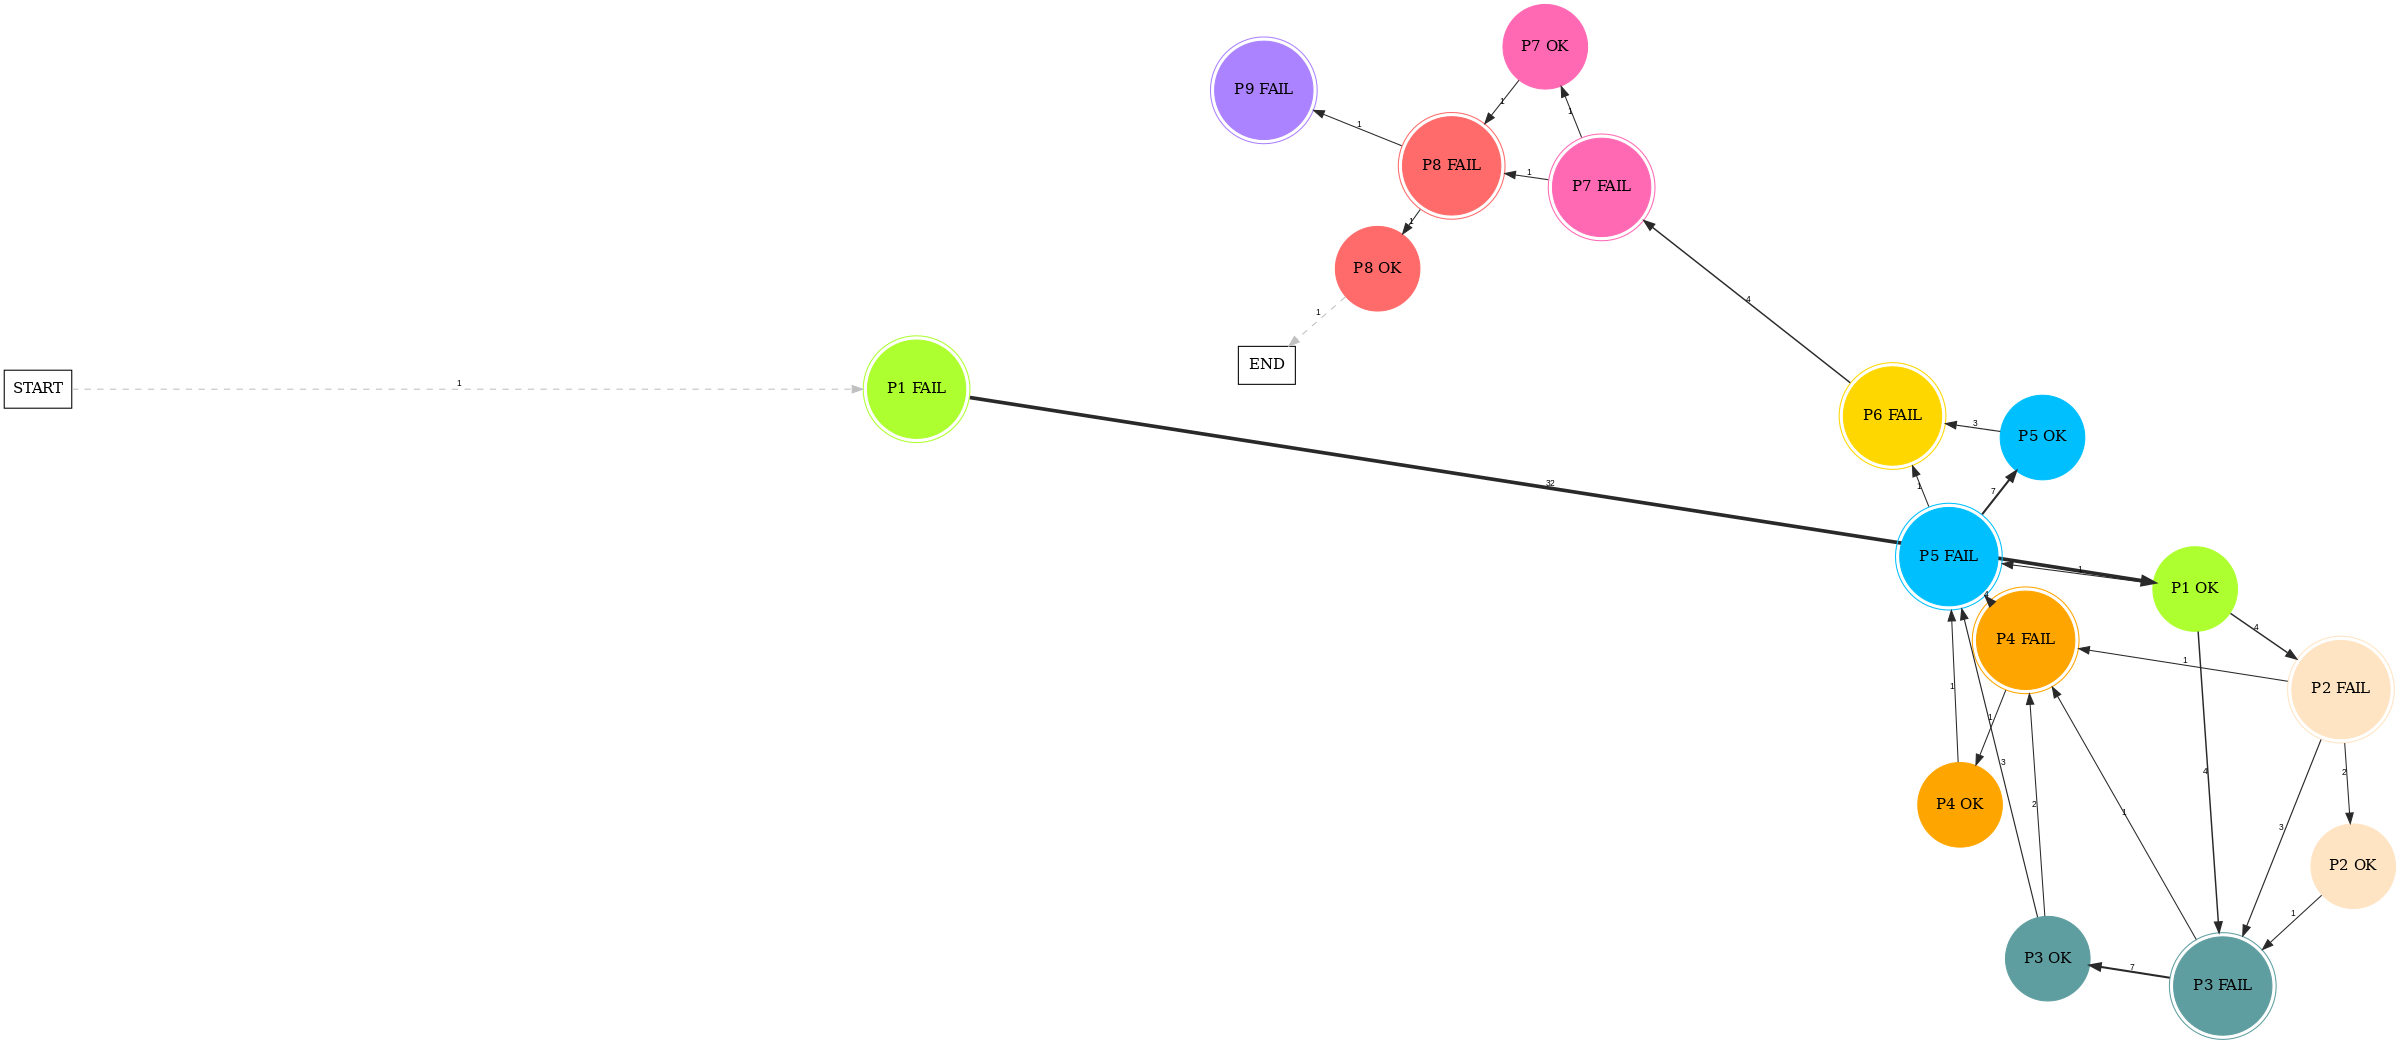 P7 OK
P9 FAIL
1
1
1
P8 FAIL
1
P7 FAIL
1
P8 OK
4
1
END
START
1
P1 FAIL
P6 FAIL
3
P5 OK
32
1
7
P5 FAIL
1
P1 OK
4
P4 FAIL
1
P2 FAIL
1
1
3
4
2
P4 OK
2
1
3
P2 OK
1
P3 OK
7
P3 FAIL